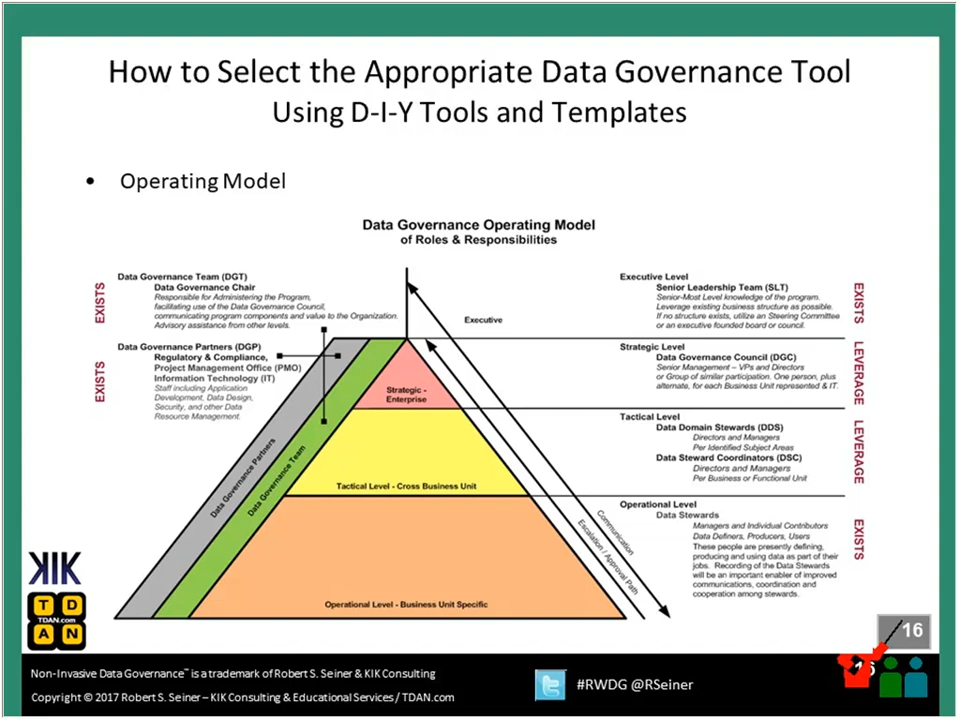 How to Select the Appropriate Data Governance Tool
Using D-I-Y Tools and Templates
• Operating Model
Data Governance Operating Model
of Roles & Responsibilities
EXISTS
Data Governance Team (DGT)
Data Governance Chair
Responsible for Administering the Program,
facilitating use of the Data Governance Council,
communicating program components and value to the Organization.
Advisory assistance from other levels.
EXISTS
Data Governance Partners (DGP)
Regulatory & Compliance,
Project Management Office (PMO)
Information Technology (IT)
Staff including Application
Development, Data Design,
Security, and other Data
Resource Management.
Executive
Strategic -
Enterprise
Tactical Level - Cross Business Unit
Operational Level - Business Unit Specific
Data Governance Partners
Data Governance Team
Communication
Escalation / Approval Path
Executive Level
Senior Leadership Team (SLT)
Senior-Most Level knowledge of the program.
Leverage existing business structure as possible.
If no structure exists, utilize an Steering Committee
or an executive founded board or council.
EXISTS
Strategic Level
Data Governance Council (DGC)
Senior Management – VPs and Directors
or Group of similar participation. One person, plus
alternate, for each Business Unit represented & IT.
LEVERAGE
Tactical Level
Data Domain Stewards (DDS)
Directors and Managers
Per Identified Subject Areas
Data Steward Coordinators (DSC)
Directors and Managers
Per Business or Functional Unit
LEVERAGE
Operational Level
Data Stewards
Managers and Individual Contributors
Data Definers, Producers, Users
These people are presently defining,
producing and using data as part of their
jobs. Recording of the Data Stewards
will be an important enabler of improved
communications, coordination and
cooperation among stewards.
EXISTS
KIK
T D
TDAN.com
A N
16
Non-Invasive Data Governance™ is a trademark of Robert S. Seiner & KIK Consulting
Copyright © 2017 Robert S. Seiner – KIK Consulting & Educational Services / TDAN.com
#RWDG @RSeiner
16